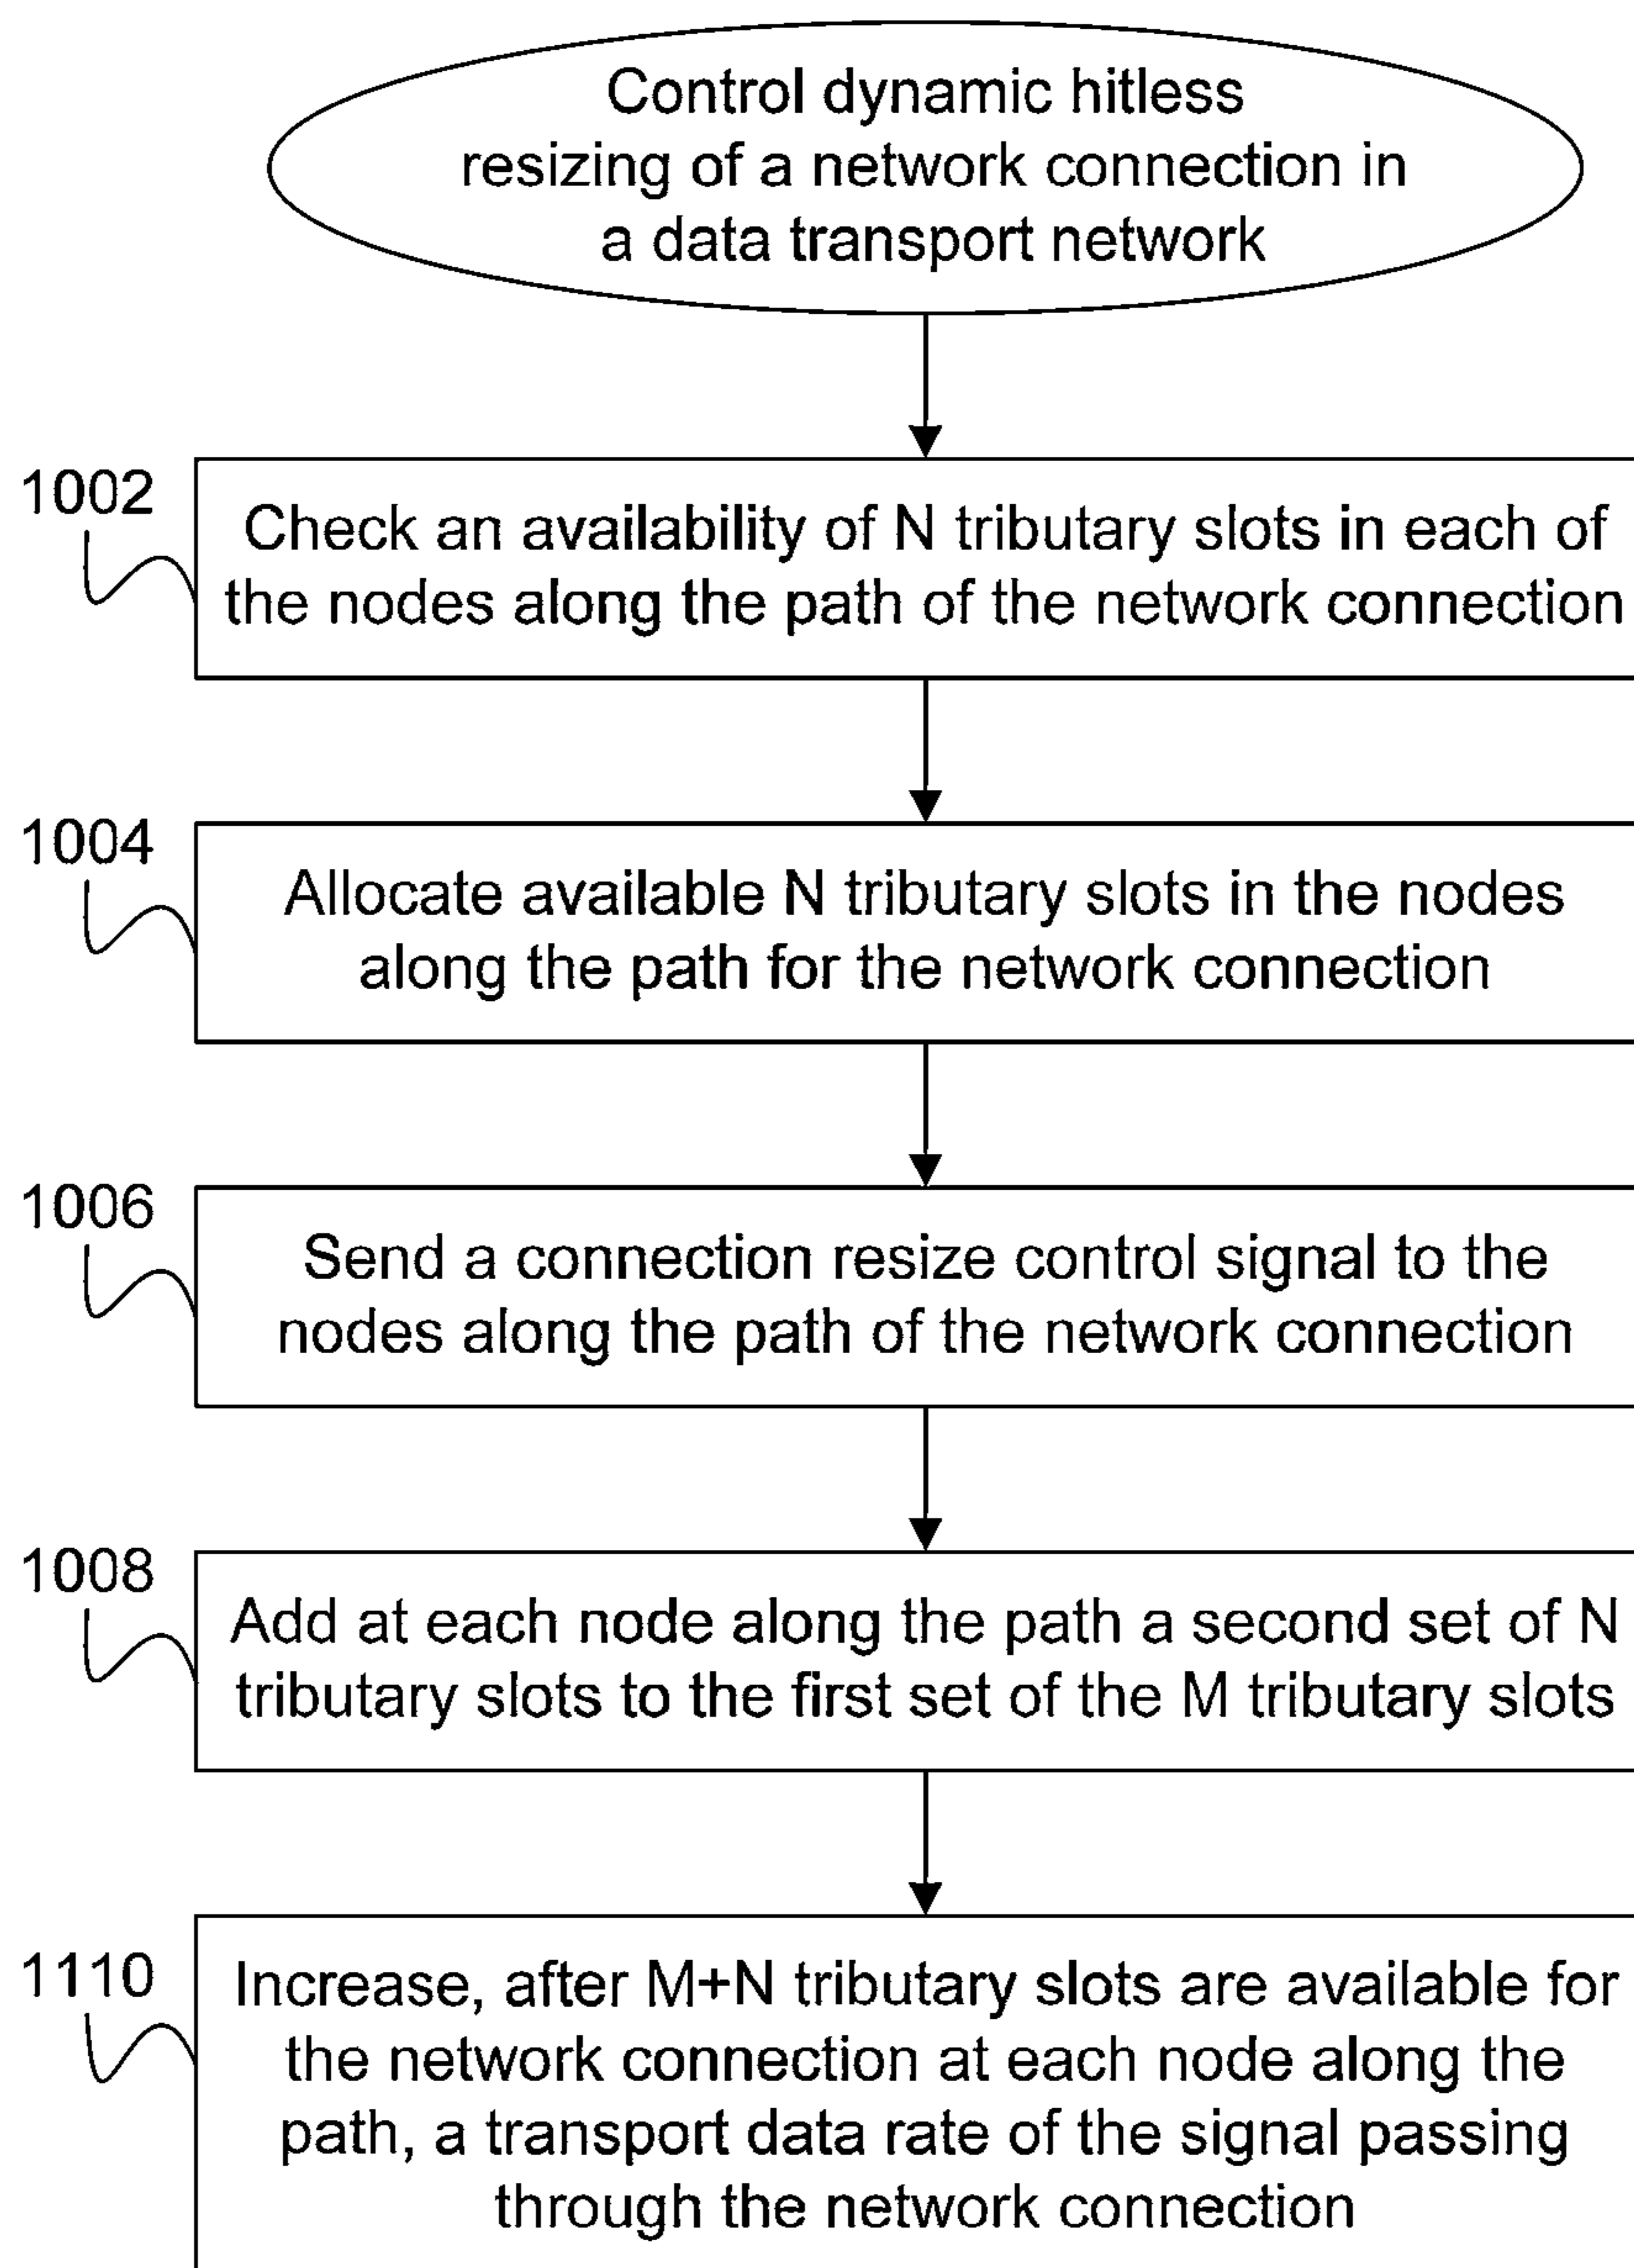 Control dynamic hitless
resizing of a network connection in
a data transport network
1002
Check an availability of N tributary slots in each of
the nodes along the path of the network connection
1004
Allocate available N tributary slots in the nodes
along the path for the network connection
1006
Send a connection resize control signal to the
nodes along the path of the network connection
1008
Add at each node along the path a second set of N
tributary slots to the first set of the M tributary slots
1110
Increase, after M+N tributary slots are available for
the network connection at each node along the
path, a transport data rate of the signal passing
through the network connection